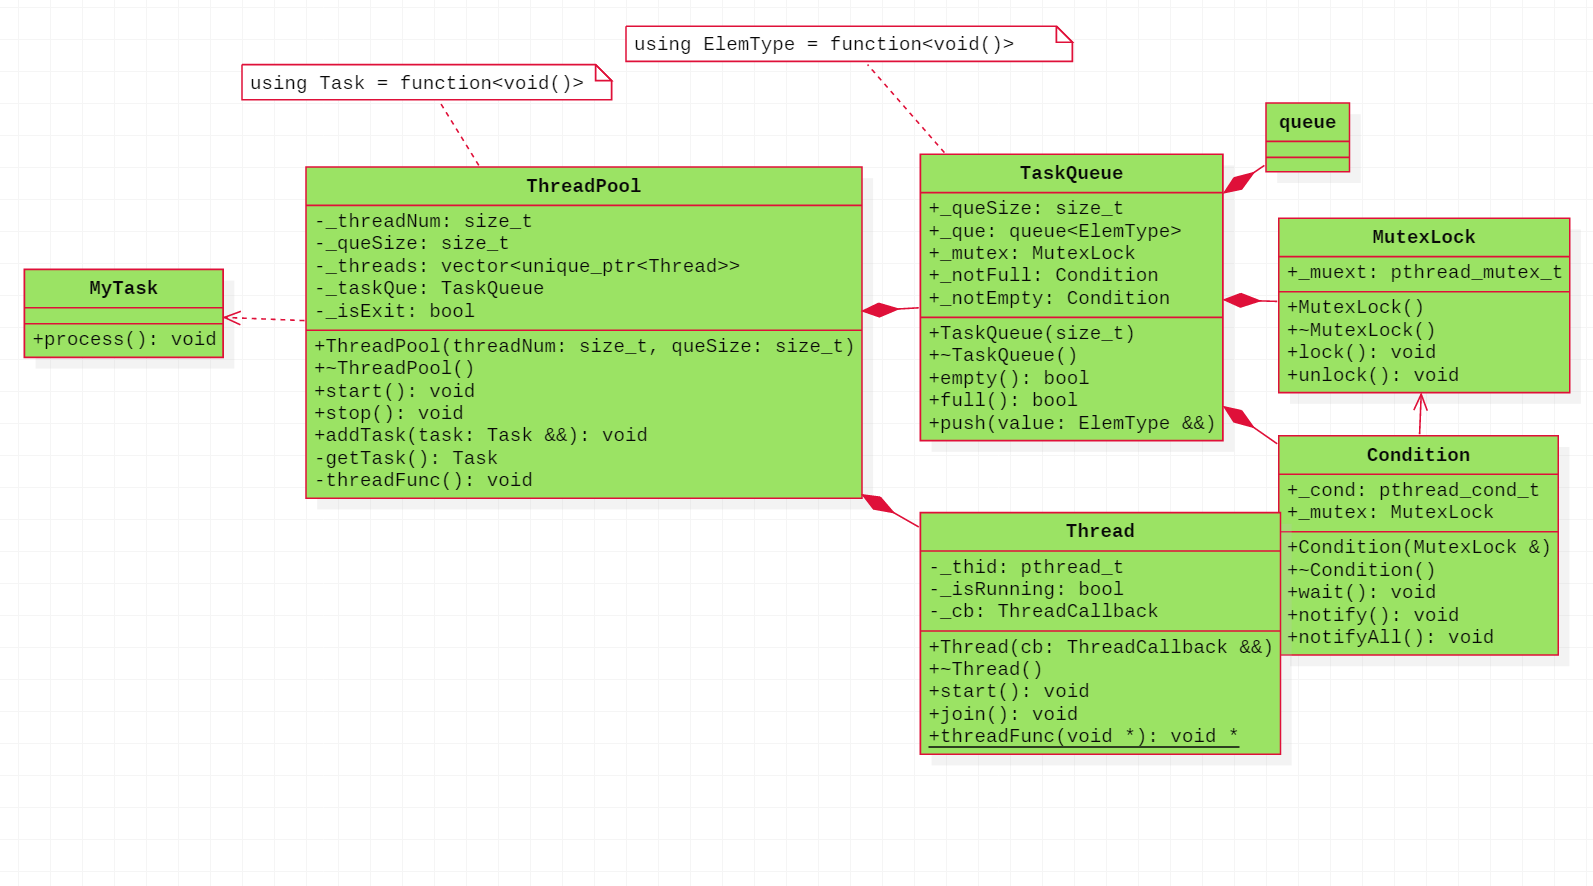 using ElemType = function<void()>
using Task = function<void()>
MyTask
+process(): void
ThreadPool
-_threadNum: size_t
-_queSize: size_t
-_threads: vector<unique_ptr<Thread>>
-_taskQue: TaskQueue
-_isExit: bool
+ThreadPool(threadNum: size_t, queSize: size_t)
+~ThreadPool()
+start(): void
+stop(): void
+addTask(task: Task &&): void
-getTask(): Task
-threadFunc(): void
TaskQueue
+_queSize: size_t
+_que: queue<ElemType>
+_mutex: MutexLock
+_notFull: Condition
+_notEmpty: Condition
+TaskQueue(size_t)
+~TaskQueue()
+empty(): bool
+full(): bool
+push(value: ElemType &&)
queue
MutexLock
+_muext: pthread_mutex_t
+MutexLock()
+~MutexLock()
+lock(): void
+unlock(): void
Condition
+_cond: pthread_cond_t
+_mutex: MutexLock
+Condition(MutexLock &)
+~Condition()
+wait(): void
+notify(): void
+notifyAll(): void
Thread
-_thid: pthread_t
-_isRunning: bool
-_cb: ThreadCallback
+Thread(cb: ThreadCallback &&)
+~Thread()
+start(): void
+join(): void
+threadFunc(void *): void *